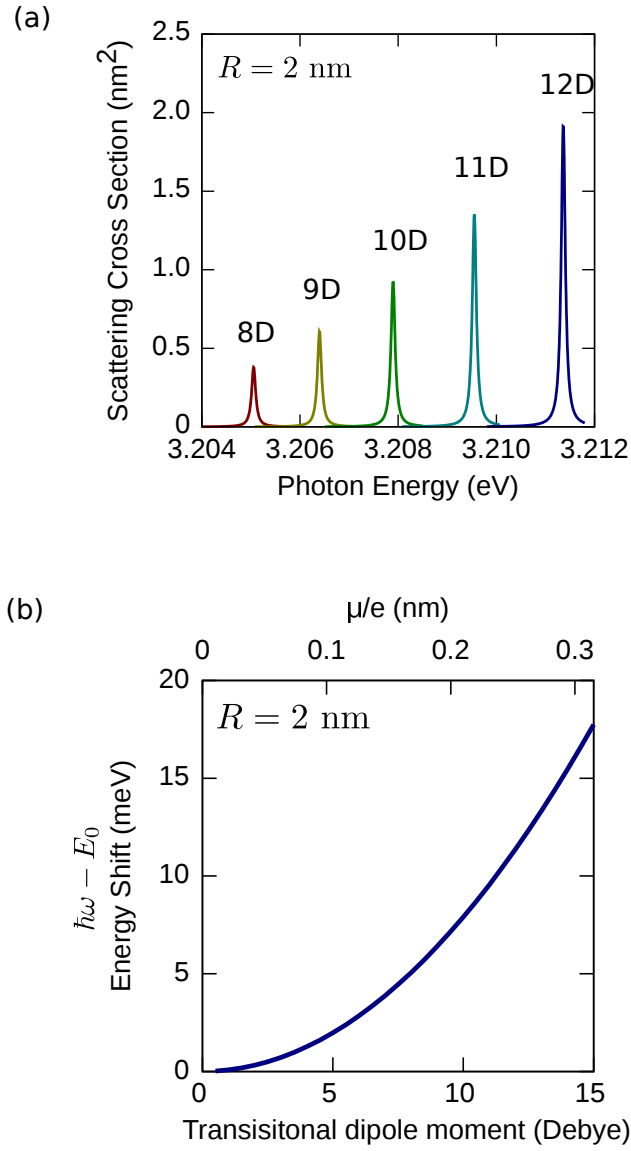 (a)
Scattering Cross Section (nm²)
2.5
2.0
1.5
1.0
0.5
0
R = 2 nm
8D
9D
10D
11D
12D
3.204
3.206
3.208
3.210
3.212
Photon Energy (eV)
(b)
μ/e (nm)
0
0.1
0.2
0.3
ħω − E₀
Energy Shift (meV)
20
15
10
5
0
R = 2 nm
0
5
10
15
Transisitonal dipole moment (Debye)